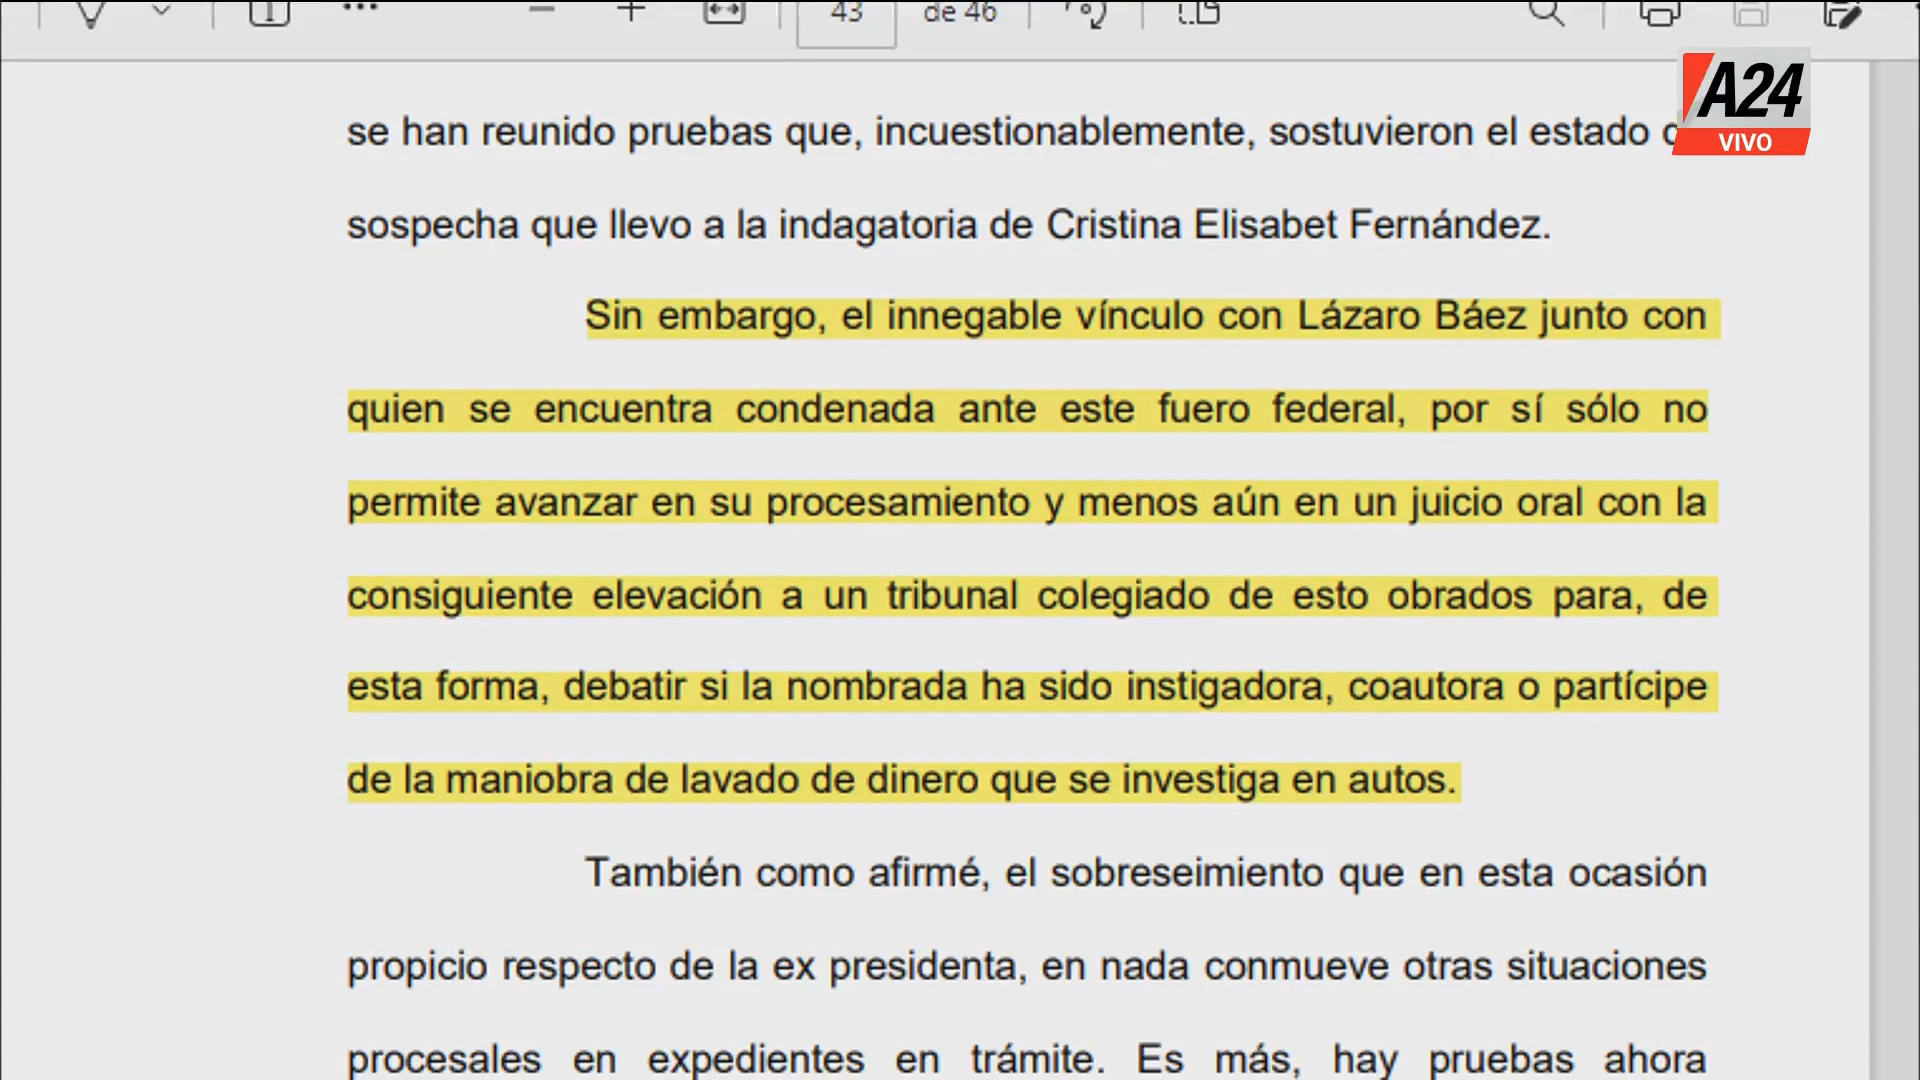 43 de 46
A24
VIVO
se han reunido pruebas que, incuestionablemente, sostuvieron el estado
sospecha que llevo a la indagatoria de Cristina Elisabet Fernández.
Sin embargo, el innegable vínculo con Lázaro Báez junto con
quien se encuentra condenada ante este fuero federal, por sí sólo no
permite avanzar en su procesamiento y menos aún en un juicio oral con la
consiguiente elevación a un tribunal colegiado de esto obrados para, de
esta forma, debatir si la nombrada ha sido instigadora, coautora o partícipe
de la maniobra de lavado de dinero que se investiga en autos.
También como afirmé, el sobreseimiento que en esta ocasión
propicio respecto de la ex presidenta, en nada conmueve otras situaciones
procesales en expedientes en trámite. Es más, hay pruebas ahora